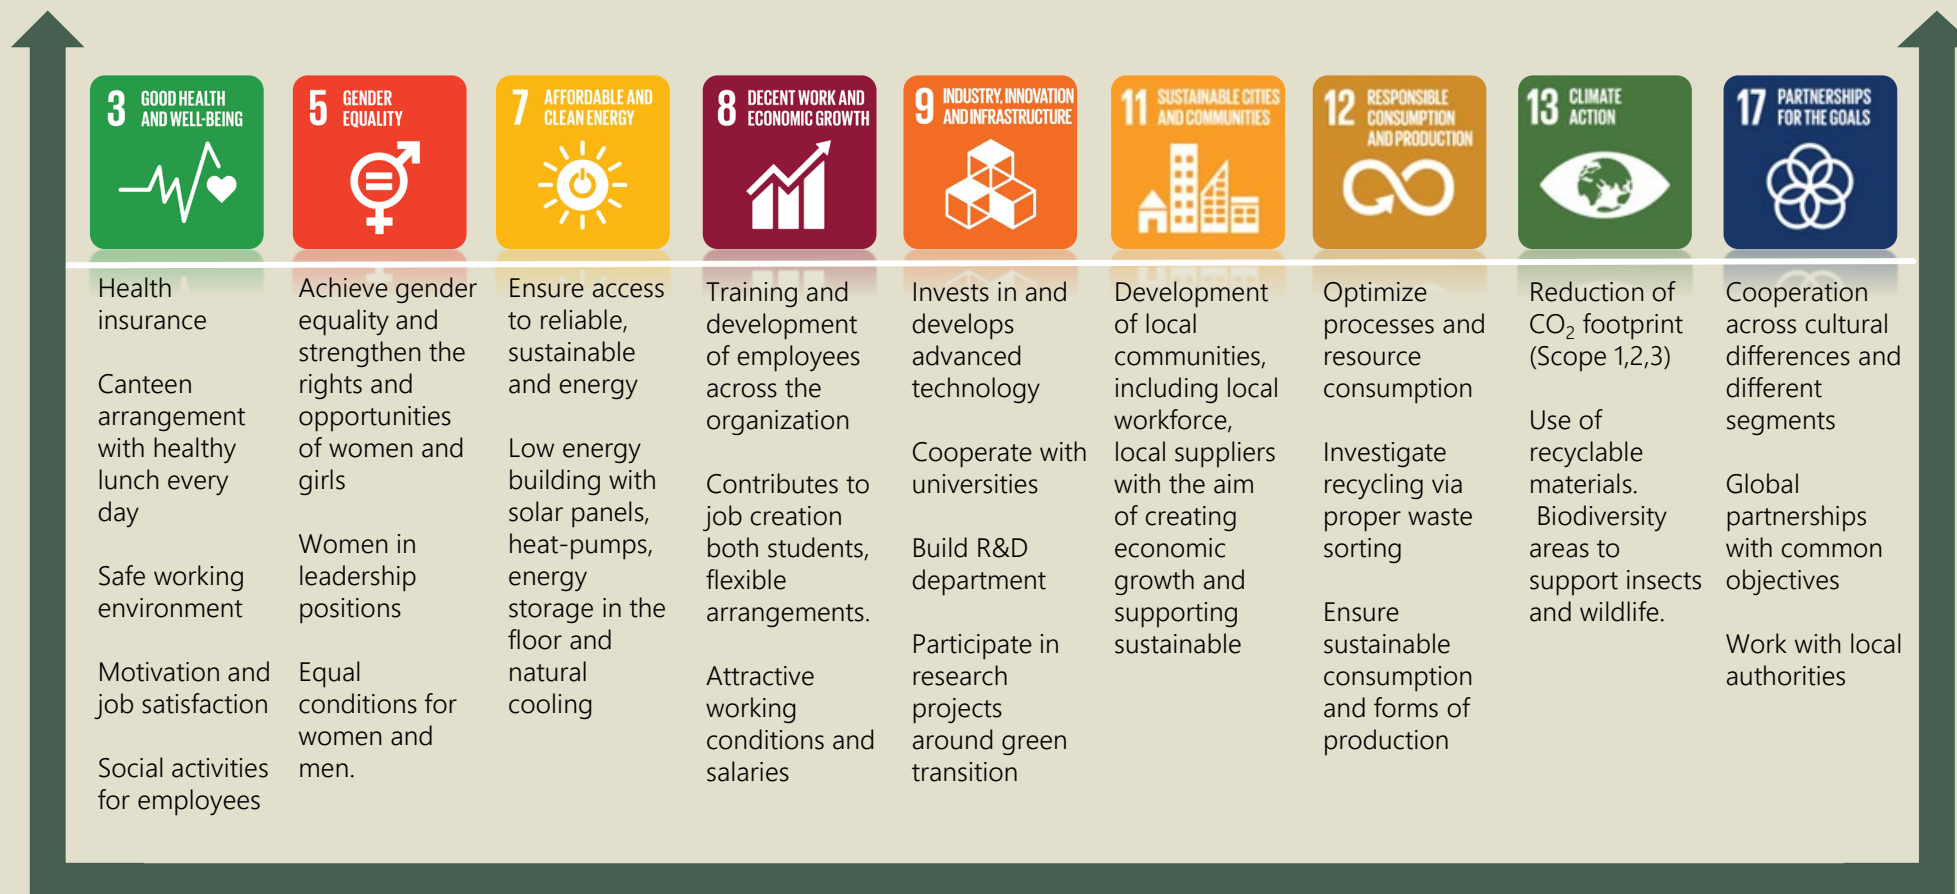 3 GOOD HEALTH
AND WELL-BEING
Health
insurance
Canteen
arrangement
with healthy
lunch every
day
Safe working
environment
Motivation and
job satisfaction
Social activities
for employees
5 GENDER
EQUALITY
Achieve gender
equality and
strengthen the
rights and
opportunities
of women and
girls
Women in
leadership
positions
Equal
conditions for
women and
men.
7 AFFORDABLE AND
CLEAN ENERGY
Ensure access
to reliable,
sustainable
and energy
Low energy
building with
solar panels,
heat-pumps,
energy
storage in the
floor and
natural
cooling
8 DECENT WORK AND
ECONOMIC GROWTH
Training and
development
of employees
across the
organization
Contributes to
job creation
both students,
flexible
arrangements.
Attractive
working
conditions and
salaries
9 INDUSTRY, INNOVATION
AND INFRASTRUCTURE
Invests in and
develops
advanced
technology
Cooperate with
universities
Build R&D
department
Participate in
research
projects
around green
transition
11 SUSTAINABLE CITIES
AND COMMUNITIES
Development
of local
communities,
including local
workforce,
local suppliers
with the aim
of creating
economic
growth and
supporting
sustainable
12 RESPONSIBLE
CONSUMPTION
AND PRODUCTION
Optimize
processes and
resource
consumption
Investigate
recycling via
proper waste
sorting
Ensure
sustainable
consumption
and forms of
production
13 CLIMATE
ACTION
Reduction of
CO₂ footprint
(Scope 1,2,3)
Use of
recyclable
materials.
Biodiversity
areas to
support insects
and wildlife.
17 PARTNERSHIPS
FOR THE GOALS
Cooperation
across cultural
differences and
different
segments
Global
partnerships
with common
objectives
Work with local
authorities